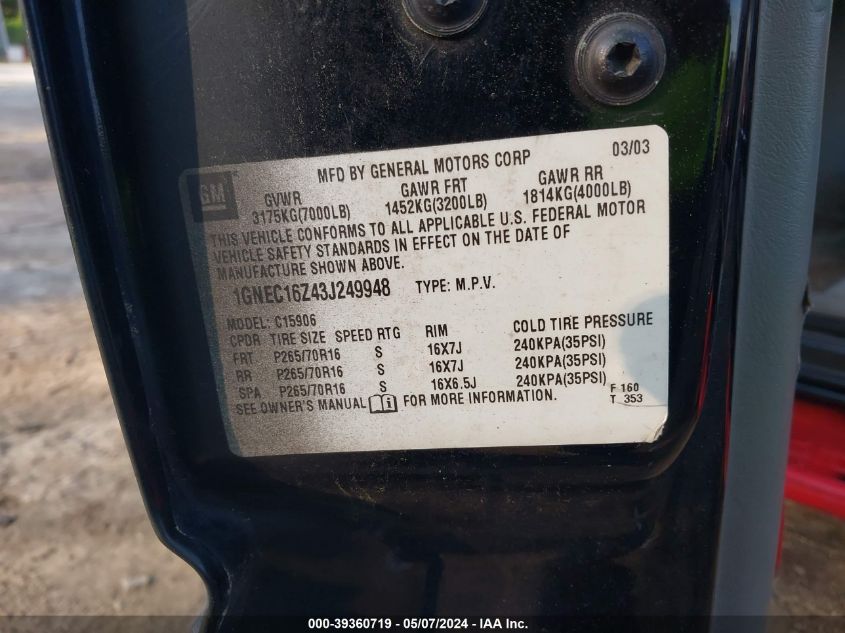 GM
MFD BY GENERAL MOTORS CORP 03/03
GVWR GAWR FRT GAWR RR
3175KG(7000LB) 1452KG(3200LB) 1814KG(4000LB)
THIS VEHICLE CONFORMS TO ALL APPLICABLE U.S. FEDERAL MOTOR
VEHICLE SAFETY STANDARDS IN EFFECT ON THE DATE OF
MANUFACTURE SHOWN ABOVE.
1GNEC16Z43J249948 TYPE: M.P.V.
MODEL: C15906
CPDR TIRE SIZE SPEED RTG RIM COLD TIRE PRESSURE
FRT P265/70R16 S 16X7J 240KPA(35PSI)
RR P265/70R16 S 16X7J 240KPA(35PSI)
SPA P265/70R16 S 16X6.5J 240KPA(35PSI)
SEE OWNER'S MANUAL FOR MORE INFORMATION.
F 160
T 353
000-39360719 - 05/07/2024 - IAA Inc.